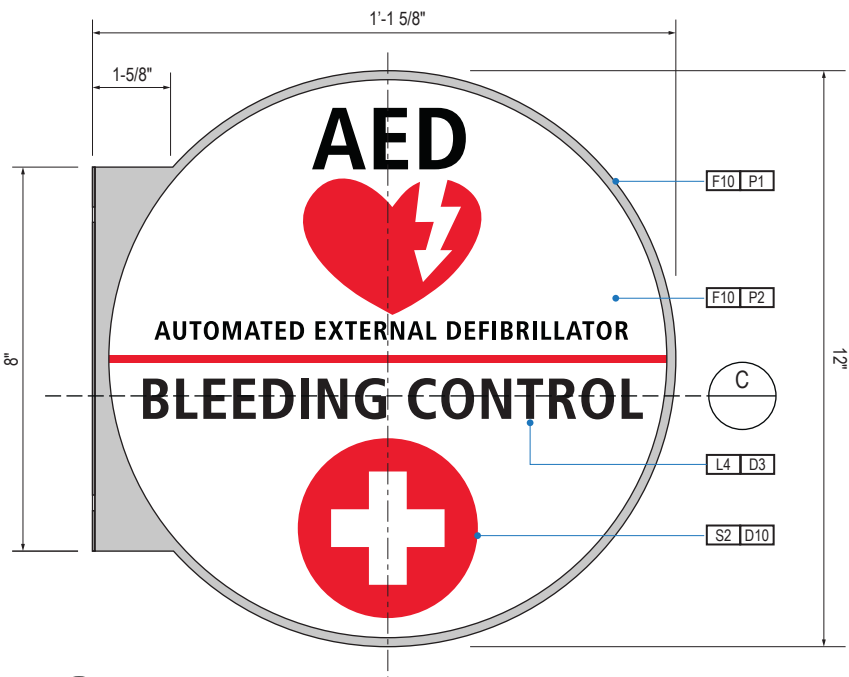 1'-1 5/8"
1-5/8"
AED
F10 P1
F10 P2
AUTOMATED EXTERNAL DEFIBRILLATOR
8"
12"
C
BLEEDING CONTROL
L4 D3
S2 D10